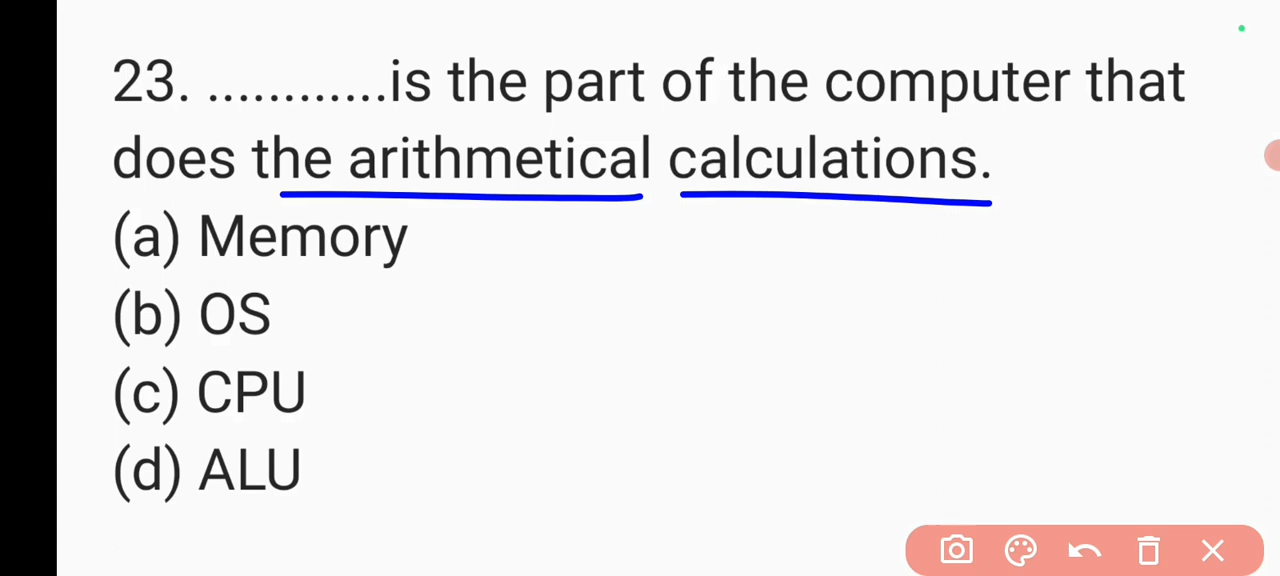 23. ............is the part of the computer that
does the arithmetical calculations.
(a) Memory
(b) OS
(c) CPU
(d) ALU